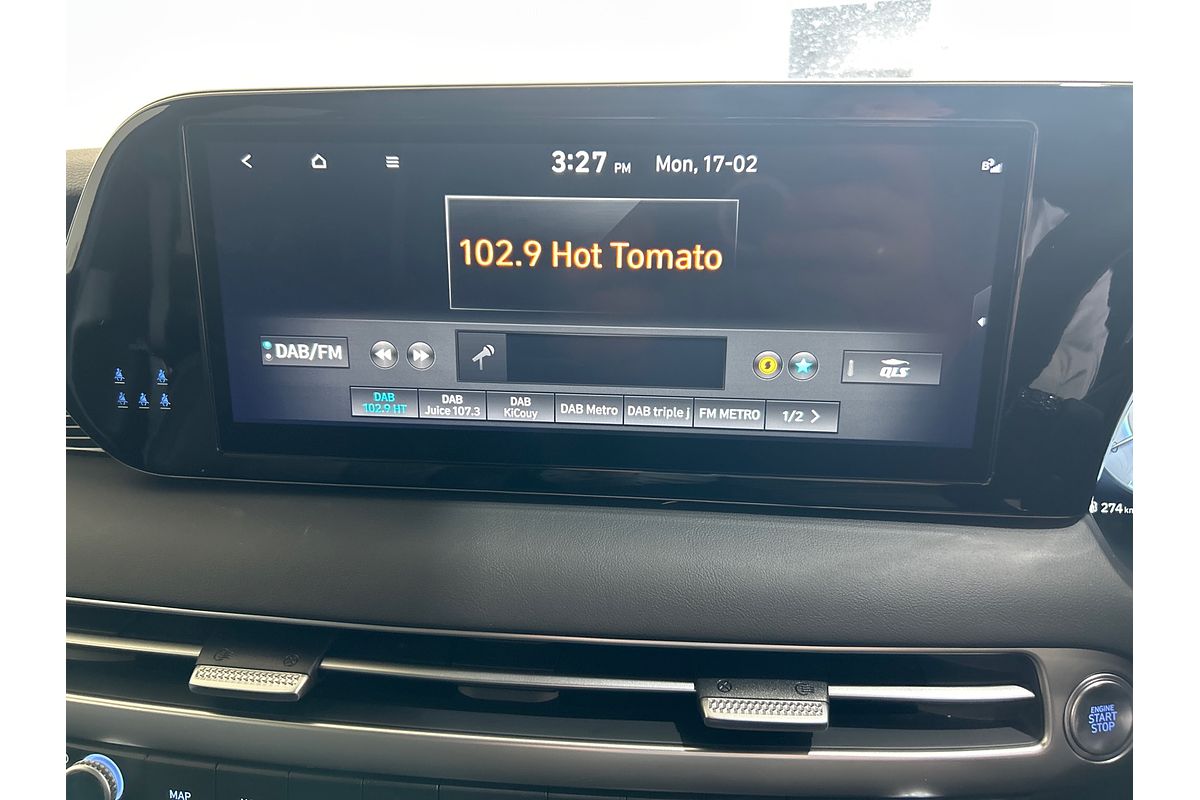 3:27 PM Mon, 17-02
102.9 Hot Tomato
DAB/FM
QLS
DAB 102.9 HT
DAB Juice 107.3
DAB KiCouy
DAB Metro
DAB triple j
FM METRO
1/2 >
274 km
ENGINE
START
STOP
MAP